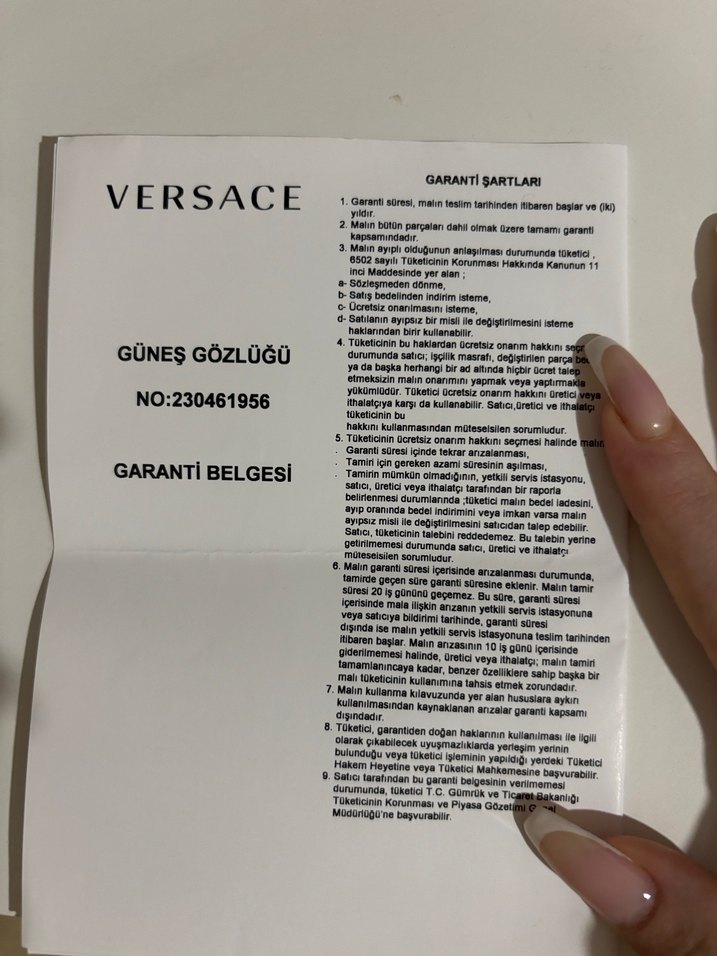 VERSACE
GÜNEŞ GÖZLÜĞÜ
NO:230461956
GARANTİ BELGESİ
GARANTİ ŞARTLARI
1. Garanti süresi, malın teslim tarihinden itibaren başlar ve (iki)
yıldır.
2. Malın bütün parçaları dahil olmak üzere tamamı garanti
kapsamındadır.
3. Malın ayıplı olduğunun anlaşılması durumunda tüketici ,
6502 sayılı Tüketicinin Korunması Hakkında Kanunun 11
inci Maddesinde yer alan ;
a- Sözleşmeden dönme,
b- Satış bedelinden indirim isteme,
c- Ücretsiz onarılmasını isteme,
d- Satılanın ayıpsız bir misli ile değiştirilmesini isteme
haklarından birir kullanabilir.
4. Tüketicinin bu haklardan ücretsiz onarım hakkını seçr
durumunda satıcı; işçilik masrafı, değiştirilen parça be
ya da başka herhangi bir ad altında hiçbir ücret talep
etmeksizin malın onarımını yapmak veya yaptırmakla
yükümlüdür. Tüketici ücretsiz onarım hakkını üretici veya
ithalatçıya karşı da kullanabilir. Satıcı,üretici ve ithalatçı
tüketicinin bu
hakkını kullanmasından müteselsilen sorumludur.
5. Tüketicinin ücretsiz onarım hakkını seçmesi halinde malın
. Garanti süresi içinde tekrar arızalanması,
. Tamiri için gereken azami süresinin aşılması,
. Tamirinin mümkün olmadığının, yetkili servis istasyonu,
satıcı, üretici veya ithalatçı tarafından bir raporla
belirlenmesi durumlarında ;tüketici malın bedel iadesini,
ayıp oranında bedel indirimini veya imkan varsa malın
ayıpsız misli ile değiştirilmesini satıcıdan talep edebilir.
Satıcı, tüketicinin talebini reddedemez. Bu talebin yerine
getirilmemesi durumunda satıcı, üretici ve ithalatçı
müteselsilen sorumludur.
6. Malın garanti süresi içerisinde arızalanması durumunda,
tamirde geçen süre garanti süresine eklenir. Malın tamir
süresi 20 iş gününü geçemez. Bu süre, garanti süresi
içerisinde mala ilişkin arızanın yetkili servis istasyonuna
veya satıcıya bildirimi tarihinde, garanti süresi
dışında ise malın yetkili servis istasyonuna teslim tarihinden
itibaren başlar. Malın arızasının 10 iş günü içerisinde
giderilmemesi halinde, üretici veya ithalatçı; malın tamiri
tamamlanıncaya kadar, benzer özelliklere sahip başka bir
malı tüketicinin kullanımına tahsis etmek zorundadır.
7. Malın kullanma kılavuzunda yer alan hususlara aykırı
kullanılmasından kaynaklanan arızalar garanti kapsamı
dışındadır.
8. Tüketici, garantiden doğan haklarının kullanılması ile ilgili
olarak çıkabilecek uyuşmazlıklarda yerleşim yerinin
bulunduğu veya tüketici işleminin yapıldığı yerdeki Tüketici
Hakem Heyetine veya Tüketici Mahkemesine başvurabilir.
9. Satıcı tarafından bu garanti belgesinin verilmemesi
durumunda, tüketici T.C. Gümrük ve Ticaret Bakanlığı
Tüketicinin Korunması ve Piyasa Gözetimi Genel
Müdürlüğü'ne başvurabilir.